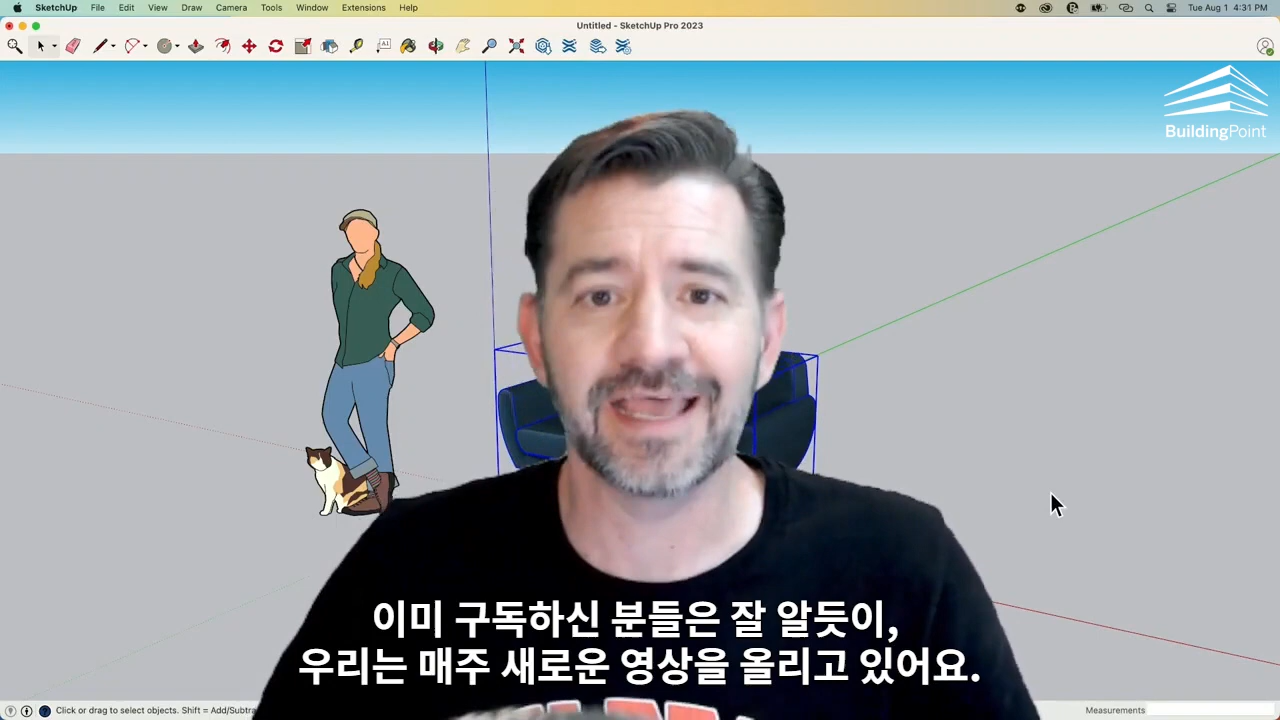 SketchUp File Edit View Draw Camera Tools Window Extensions Help Tue Aug 1 4:31 PM
Untitled - SketchUp Pro 2023
BuildingPoint
이미 구독하신 분들은 잘 알듯이,
우리는 매주 새로운 영상을 올리고 있어요.
Click or drag to select objects. Shift = Add/Subtra Measurements